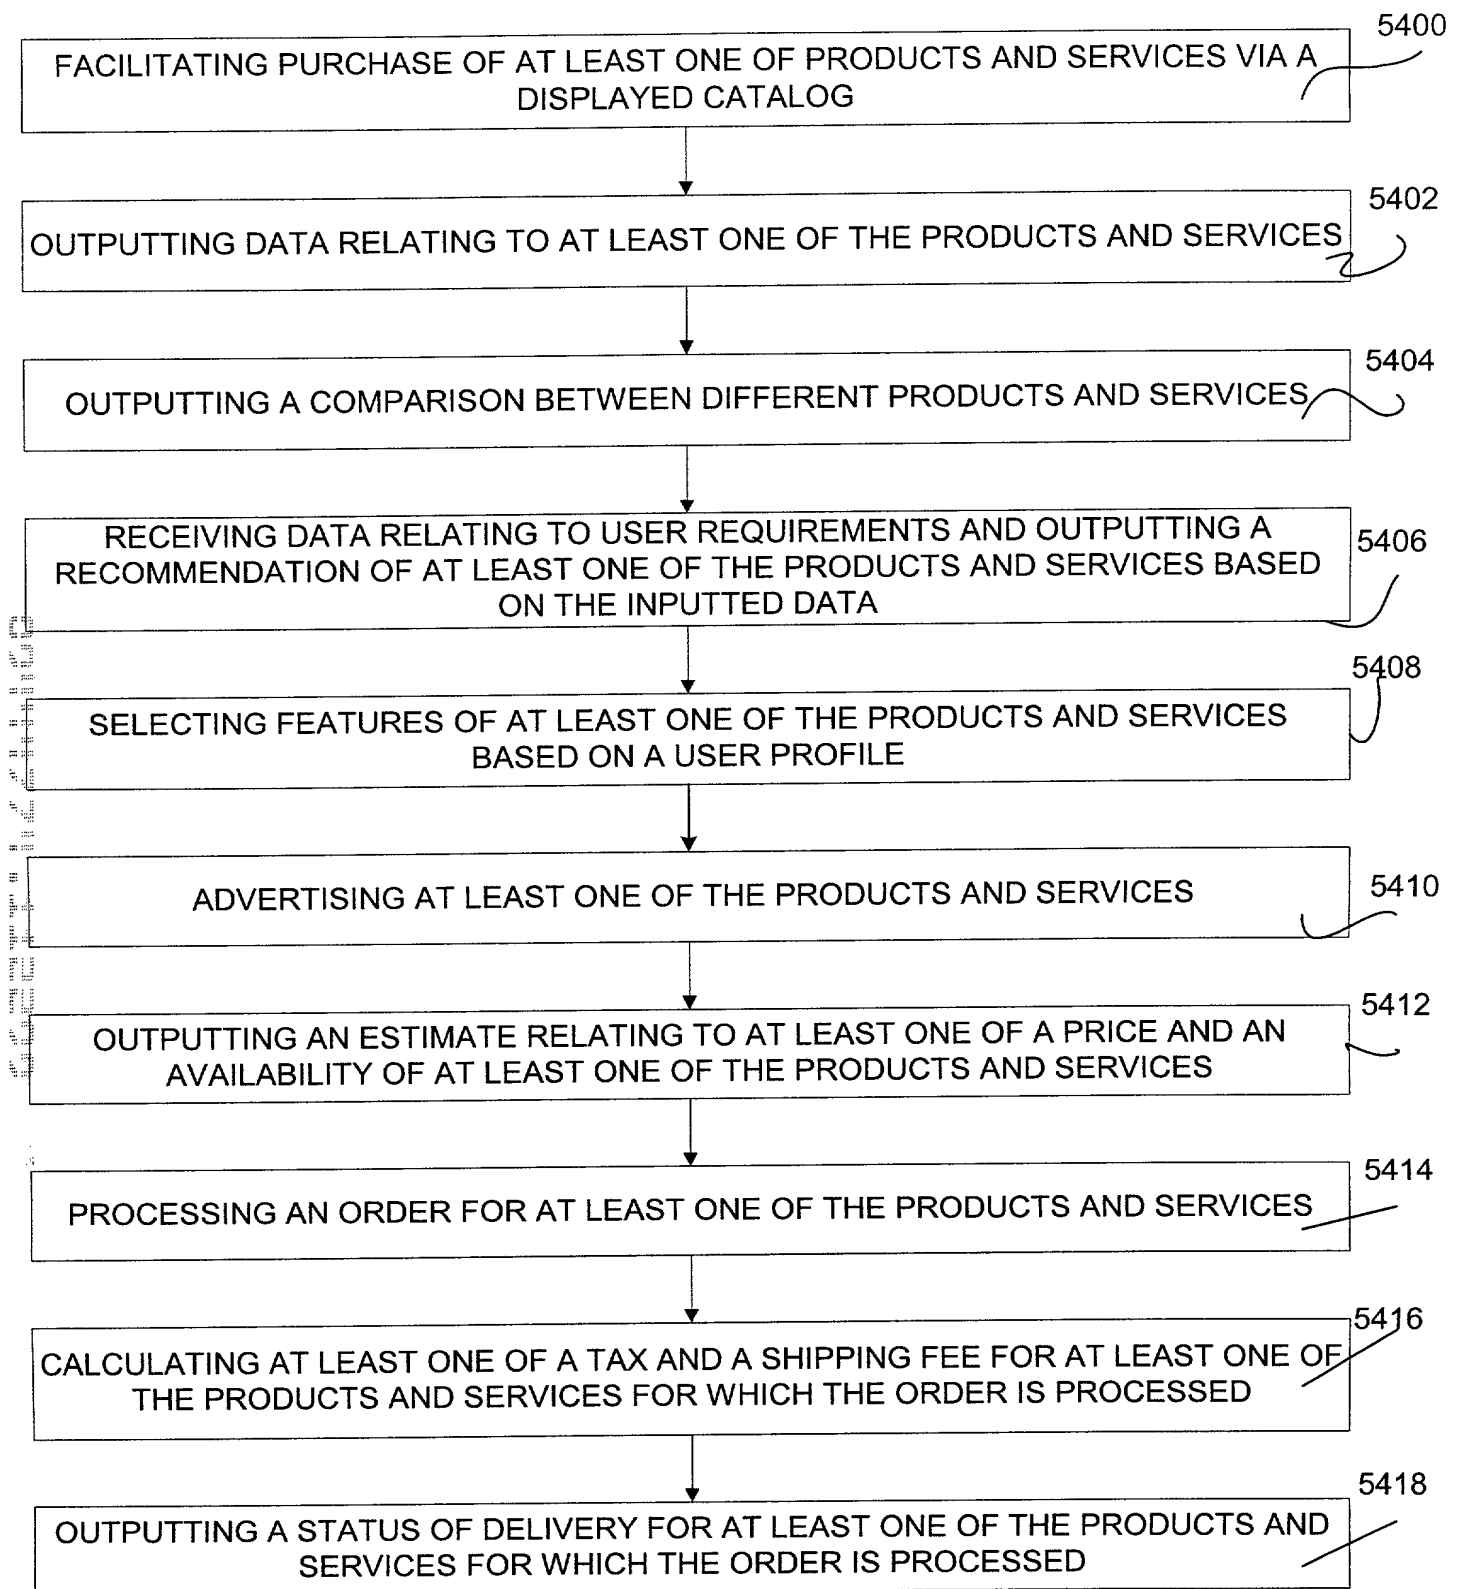 5400
FACILITATING PURCHASE OF AT LEAST ONE OF PRODUCTS AND SERVICES VIA A
DISPLAYED CATALOG
5402
OUTPUTTING DATA RELATING TO AT LEAST ONE OF THE PRODUCTS AND SERVICES
5404
OUTPUTTING A COMPARISON BETWEEN DIFFERENT PRODUCTS AND SERVICES
RECEIVING DATA RELATING TO USER REQUIREMENTS AND OUTPUTTING A
5406
RECOMMENDATION OF AT LEAST ONE OF THE PRODUCTS AND SERVICES BASED
ON THE INPUTTED DATA
5408
SELECTING FEATURES OF AT LEAST ONE OF THE PRODUCTS AND SERVICES
BASED ON A USER PROFILE
5410
ADVERTISING AT LEAST ONE OF THE PRODUCTS AND SERVICES
5412
OUTPUTTING AN ESTIMATE RELATING TO AT LEAST ONE OF A PRICE AND AN
AVAILABILITY OF AT LEAST ONE OF THE PRODUCTS AND SERVICES
5414
PROCESSING AN ORDER FOR AT LEAST ONE OF THE PRODUCTS AND SERVICES
5416
CALCULATING AT LEAST ONE OF A TAX AND A SHIPPING FEE FOR AT LEAST ONE OF
THE PRODUCTS AND SERVICES FOR WHICH THE ORDER IS PROCESSED
5418
OUTPUTTING A STATUS OF DELIVERY FOR AT LEAST ONE OF THE PRODUCTS AND
SERVICES FOR WHICH THE ORDER IS PROCESSED